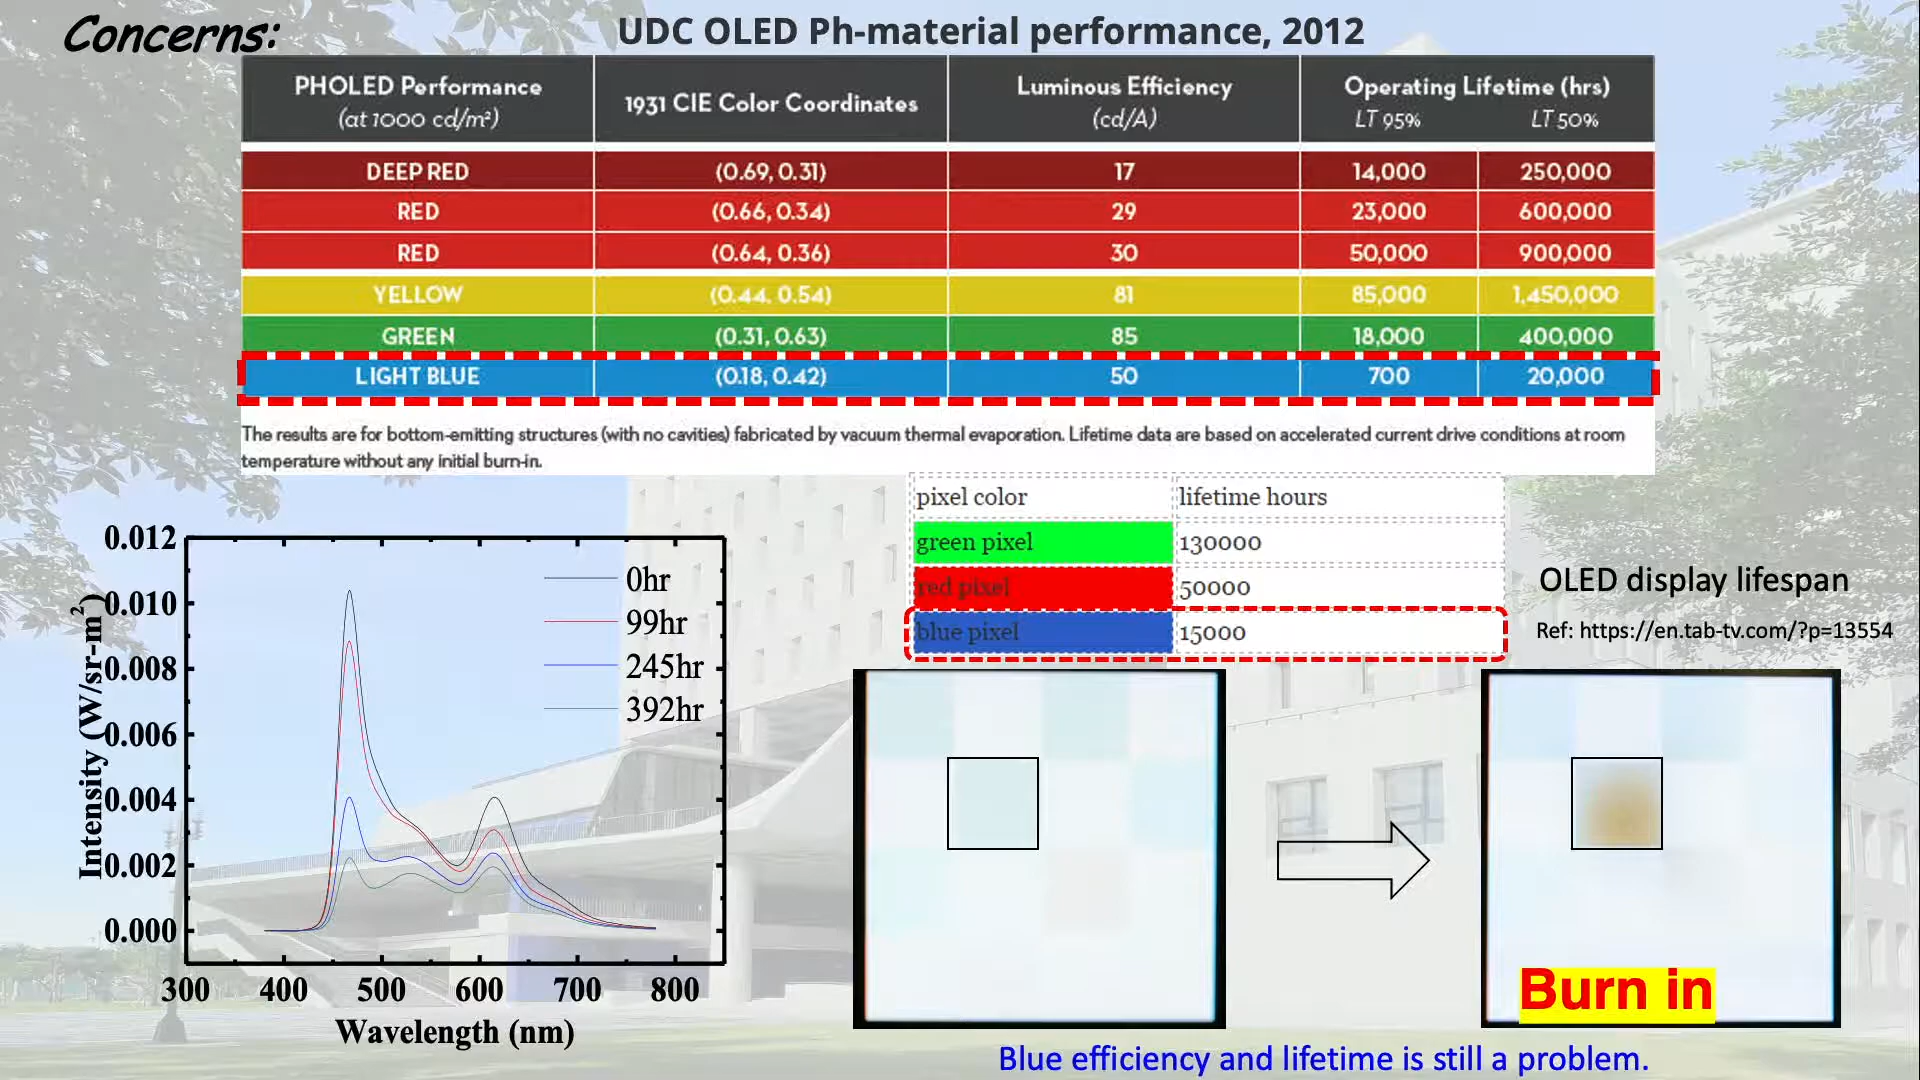 Concerns:
UDC OLED Ph-material performance, 2012
PHOLED Performance
(at 1000 cd/m²)
1931 CIE Color Coordinates
Luminous Efficiency
(cd/A)
Operating Lifetime (hrs)
LT 95% LT 50%
DEEP RED (0.69, 0.31) 17 14,000 250,000
RED (0.66, 0.34) 29 23,000 600,000
RED (0.64, 0.36) 30 50,000 900,000
YELLOW (0.44. 0.54) 81 85,000 1,450,000
GREEN (0.31, 0.63) 85 18,000 400,000
LIGHT BLUE (0.18, 0.42) 50 700 20,000
The results are for bottom-emitting structures (with no cavities) fabricated by vacuum thermal evaporation. Lifetime data are based on accelerated current drive conditions at room
temperature without any initial burn-in.
pixel color lifetime hours
green pixel 130000
red pixel 50000
blue pixel 15000
OLED display lifespan
Ref: https://en.tab-tv.com/?p=13554
Intensity (W/sr-m²)
0.012
0.010
0.008
0.006
0.004
0.002
0.000
0hr
99hr
245hr
392hr
300 400 500 600 700 800
Wavelength (nm)
Burn in
Blue efficiency and lifetime is still a problem.